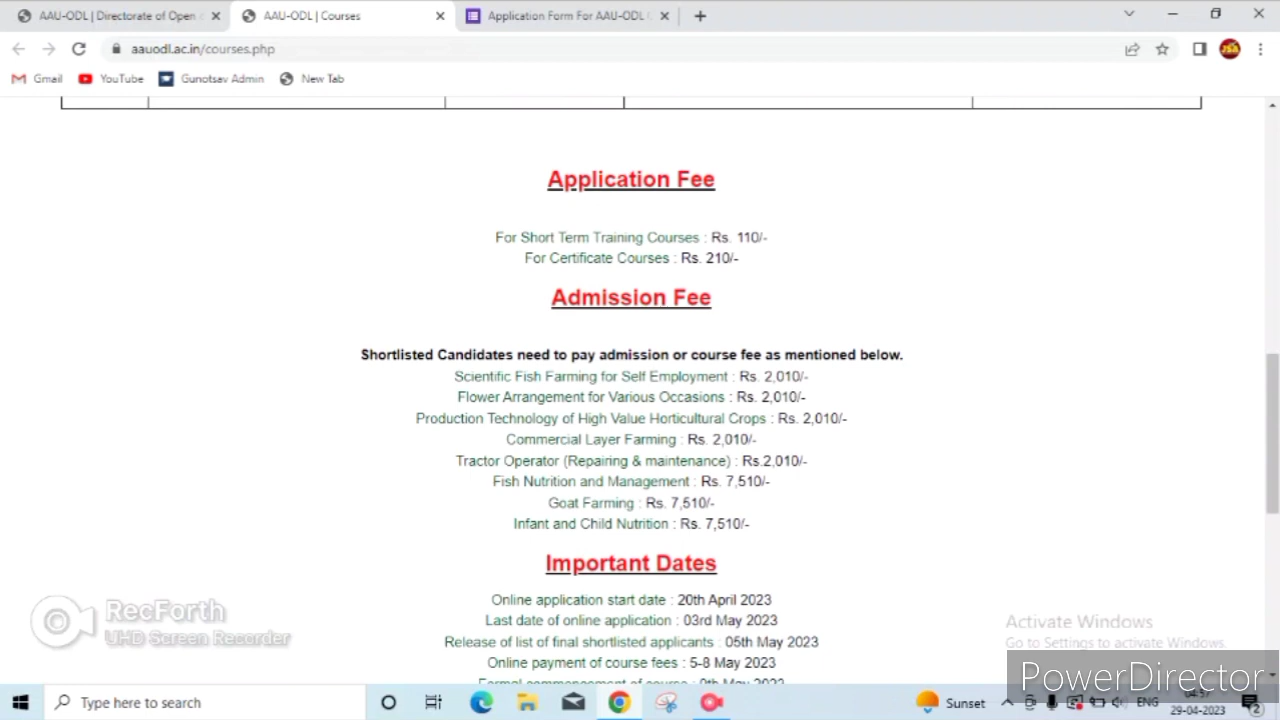 AAU-ODL | Directorate of Open
AAU-ODL | Courses
Application Form For AAU-ODL
aauodl.ac.in/courses.php
Gmail
YouTube
Gunotsav Admin
New Tab
Application Fee
For Short Term Training Courses : Rs. 110/-
For Certificate Courses : Rs. 210/-
Admission Fee
Shortlisted Candidates need to pay admission or course fee as mentioned below.
Scientific Fish Farming for Self Employment : Rs. 2,010/-
Flower Arrangement for Various Occasions : Rs. 2,010/-
Production Technology of High Value Horticultural Crops : Rs. 2,010/-
Commercial Layer Farming : Rs. 2,010/-
Tractor Operator (Repairing & maintenance) : Rs.2,010/-
Fish Nutrition and Management : Rs. 7,510/-
Goat Farming : Rs. 7,510/-
Infant and Child Nutrition : Rs. 7,510/-
Important Dates
Online application start date : 20th April 2023
Last date of online application : 03rd May 2023
Release of list of final shortlisted applicants : 05th May 2023
Online payment of course fees : 5-8 May 2023
Formal commencement of course : 9th May 2023
RecForth
UHD Screen Recorder
Activate Windows
Go to Settings to activate Windows.
PowerDirector
Type here to search
Sunset
ENG
29-04-2023
2